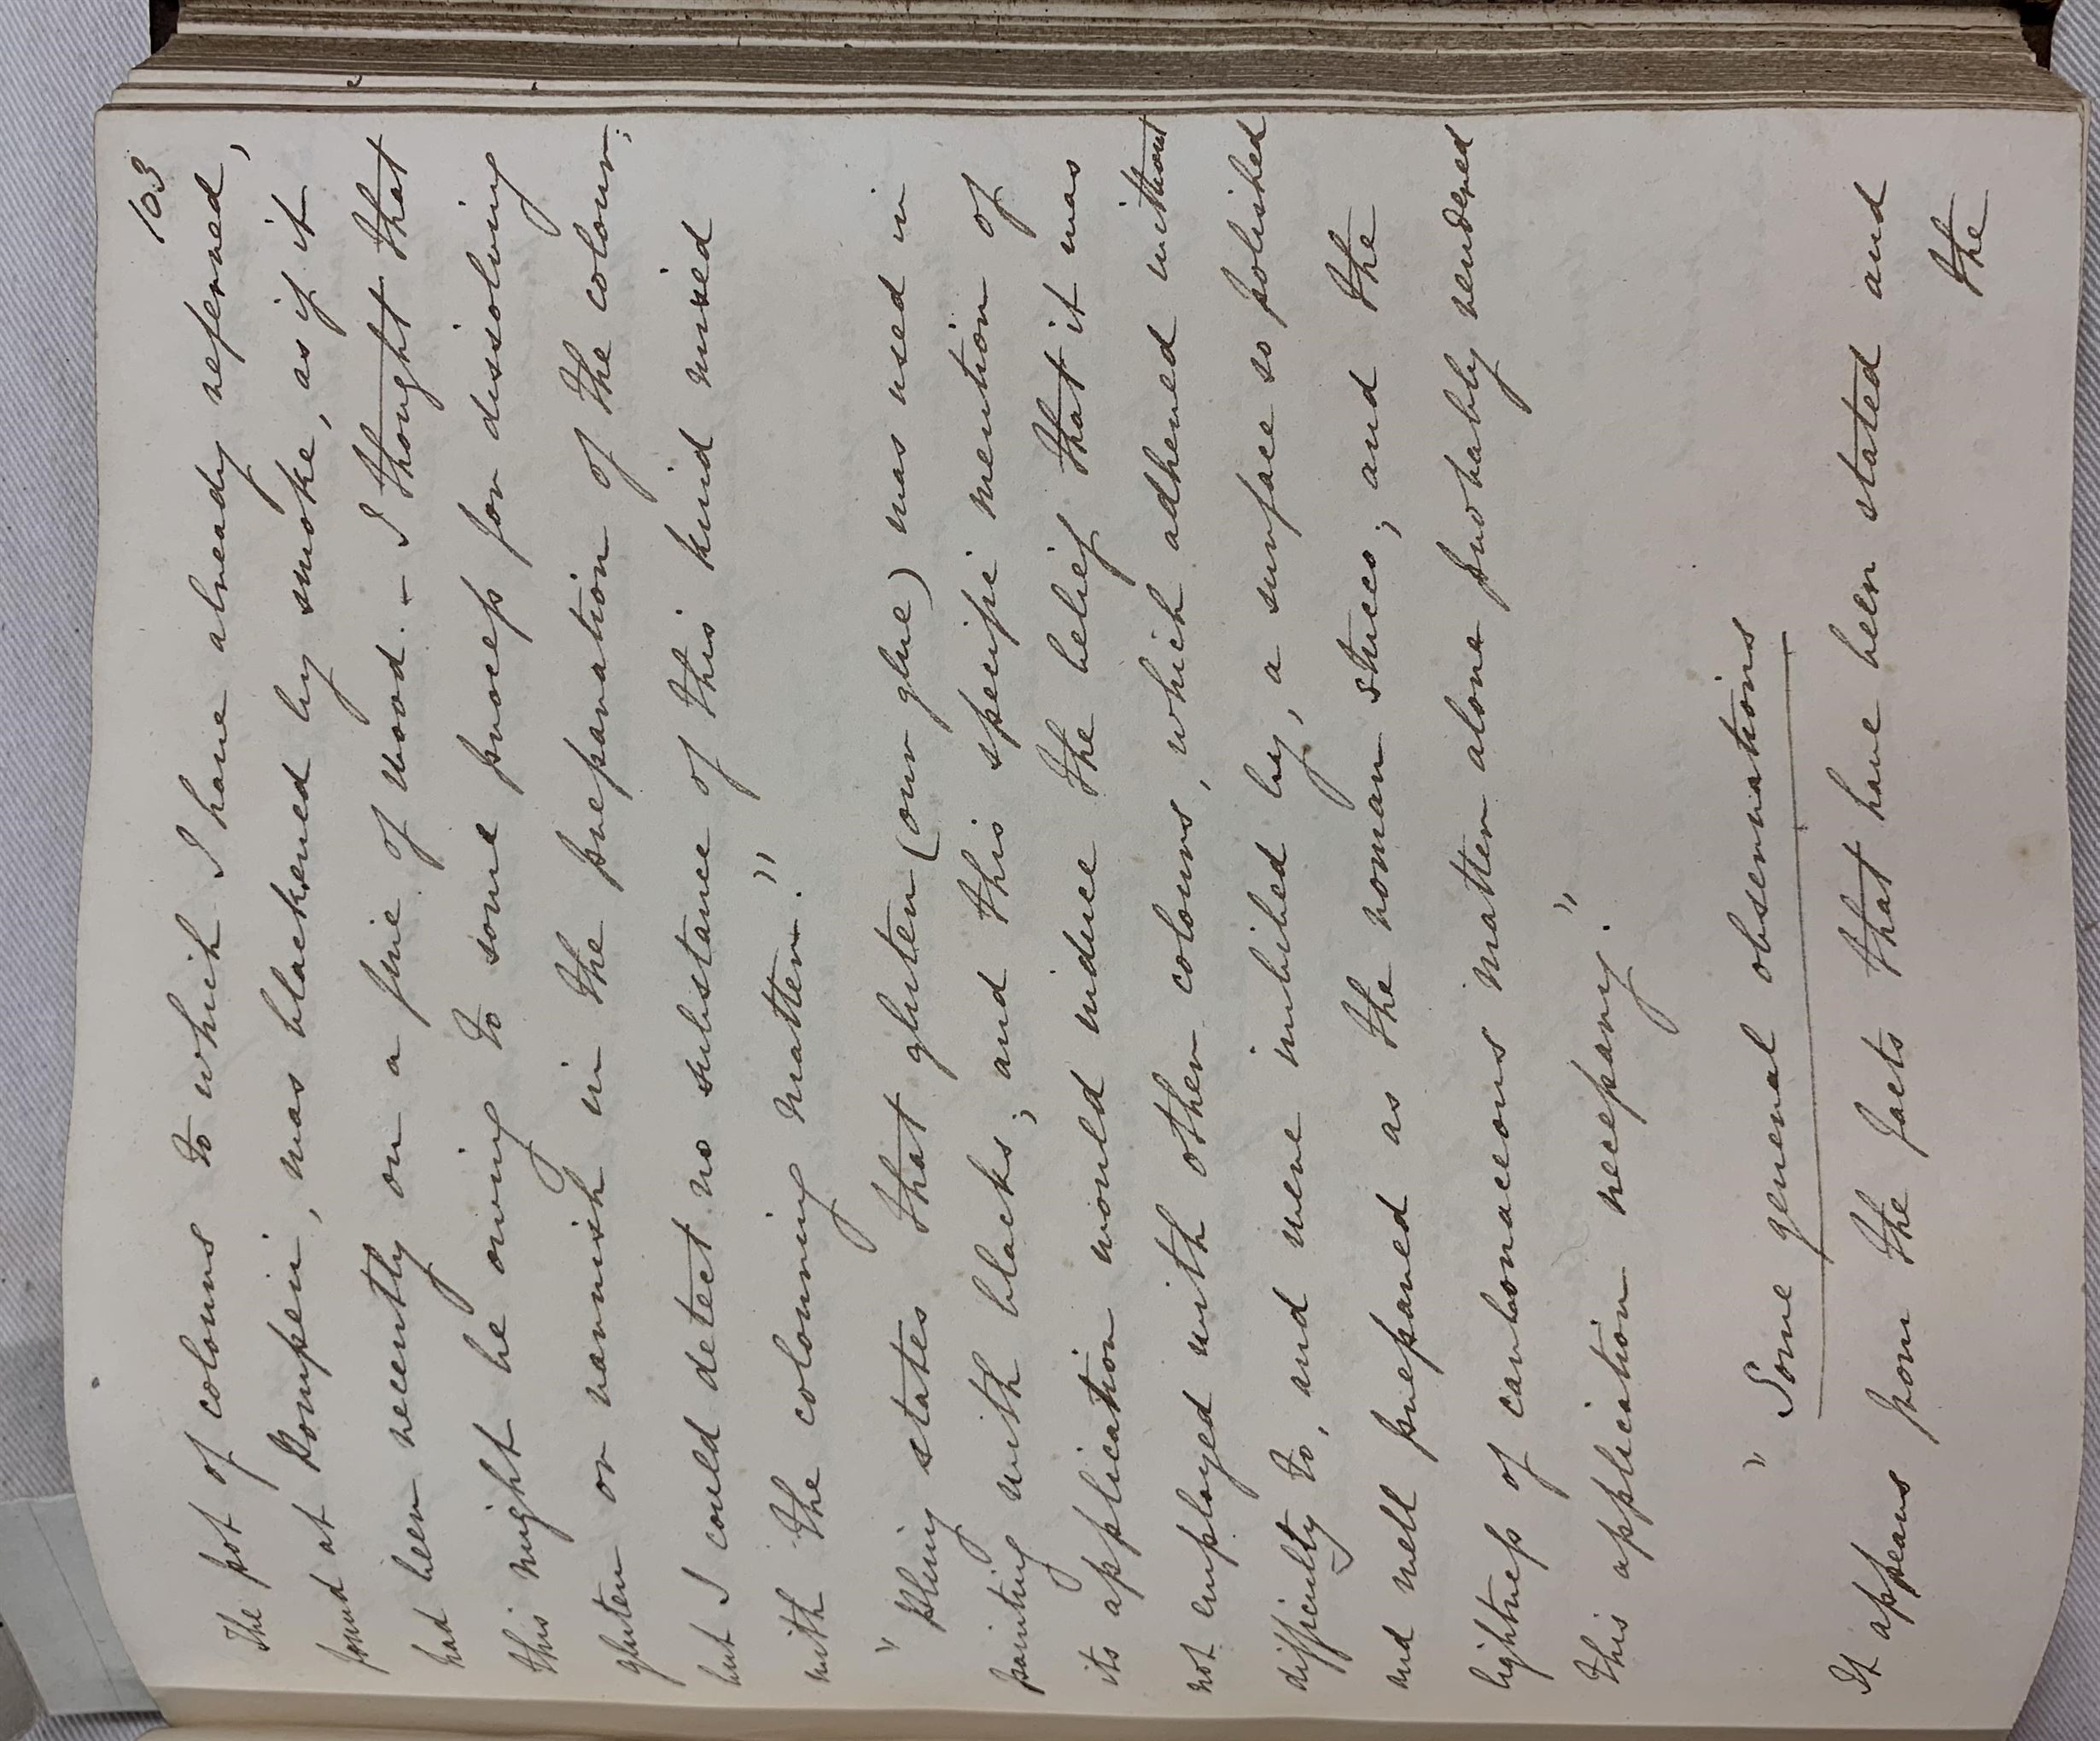 103
The pot of colours to which I have already referred,
found at Pompeii, was blackened by smoke, as if it
had been recently on a fire of wood. - I thought that
this might be owing to some process for dissolving
gluten or varnish in the preparation of the colour;
but I could detect no substance of this kind mixed
with the colouring matter."
" Pliny states that gluten (our glue) was used in
painting with blacks; and this specific mention of
its application would induce the belief that it was
not employed with other colours, which adhered without
difficulty to, and were imbibed by, a surface so polished
and well prepared as the roman stucco; and the
lightness of carbonaceous matter alone probably rendered
this application necessary."
" Some general observations
It appears from the facts that have been stated and
the